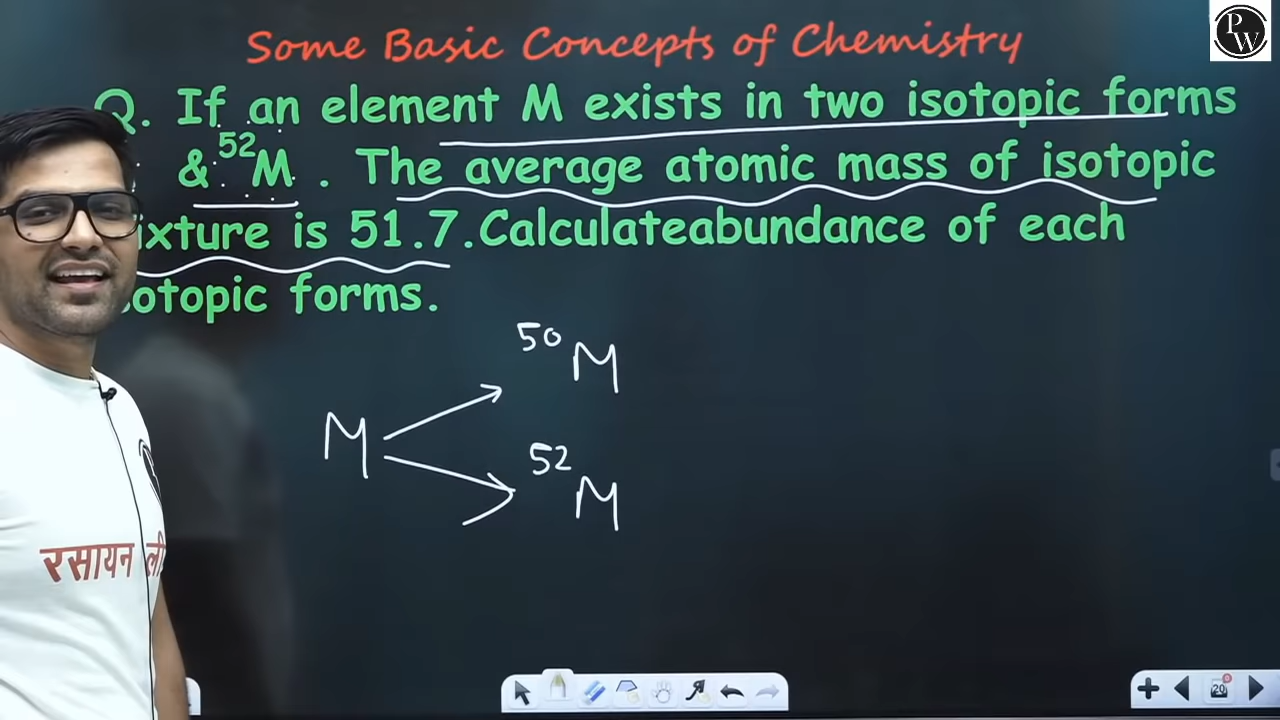 Some Basic Concepts of Chemistry
PW
Q. If an element M exists in two isotopic forms
& ⁵²M . The average atomic mass of isotopic
ixture is 51.7.Calculateabundance of each
otopic forms.
⁵⁰M
M
⁵²M
रसायन
20